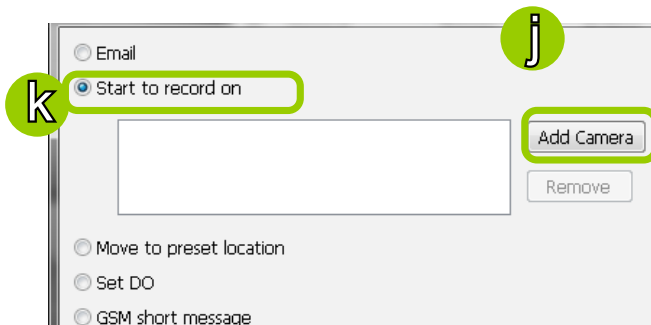 j
Email
k
Start to record on
Add Camera
Remove
Move to preset location
Set DO
GSM short message